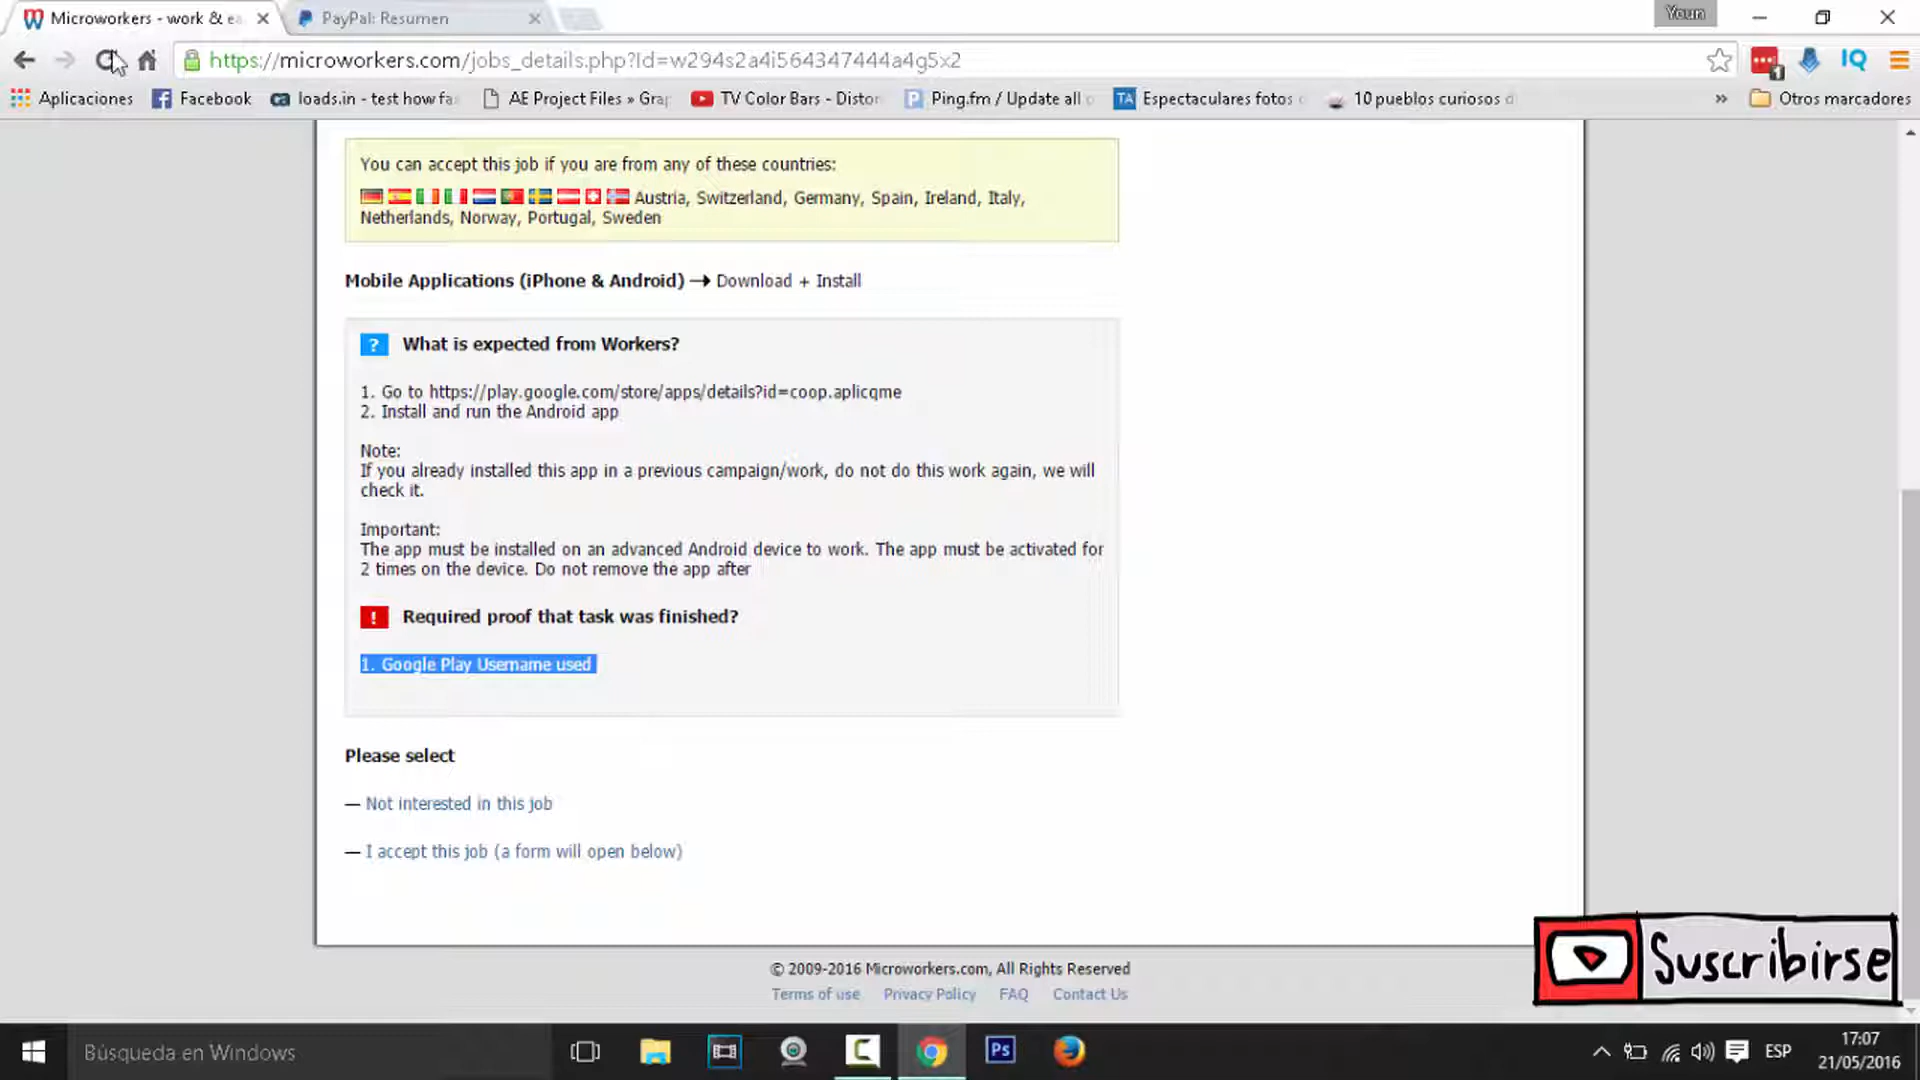 Microworkers - work & ea
PayPal: Resumen
Youn
https://microworkers.com/jobs_details.php?Id=w294s2a4i564347444a4g5x2
IQ
Aplicaciones
Facebook
ca loads.in - test how fa
AE Project Files » Gra
TV Color Bars - Distor
Ping.fm / Update all
TA Espectaculares fotos
10 pueblos curiosos d
»
Otros marcadores
You can accept this job if you are from any of these countries:
Austria, Switzerland, Germany, Spain, Ireland, Italy,
Netherlands, Norway, Portugal, Sweden
Mobile Applications (iPhone & Android) → Download + Install
? What is expected from Workers?
1. Go to https://play.google.com/store/apps/details?id=coop.aplicqme
2. Install and run the Android app
Note:
If you already installed this app in a previous campaign/work, do not do this work again, we will
check it.
Important:
The app must be installed on an advanced Android device to work. The app must be activated for
2 times on the device. Do not remove the app after
! Required proof that task was finished?
1. Google Play Username used
Please select
— Not interested in this job
— I accept this job (a form will open below)
Suscribirse
© 2009-2016 Microworkers.com, All Rights Reserved
Terms of use Privacy Policy FAQ Contact Us
Búsqueda en Windows
Ps
ESP
17:07
21/05/2016